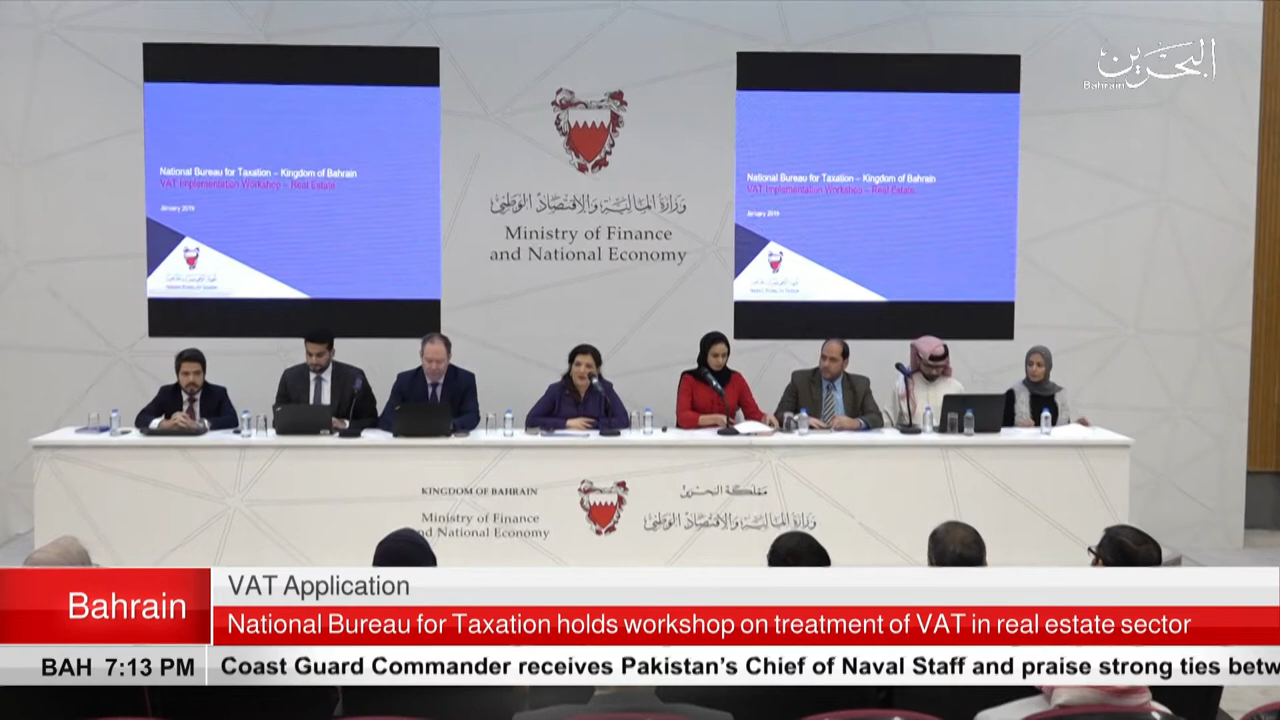 البحرين
Bahrain
National Bureau for Taxation – Kingdom of Bahrain
VAT Implementation Workshop – Real Estate
January 2019
National Bureau for Taxation – Kingdom of Bahrain
VAT Implementation Workshop – Real Estate
January 2019
وزارة المالية والاقتصاد الوطني
Ministry of Finance
and National Economy
KINGDOM OF BAHRAIN
Ministry of Finance
and National Economy
مملكة البحرين
وزارة المالية والاقتصاد الوطني
Bahrain
VAT Application
National Bureau for Taxation holds workshop on treatment of VAT in real estate sector
BAH 7:13 PM
Coast Guard Commander receives Pakistan's Chief of Naval Staff and praise strong ties betw